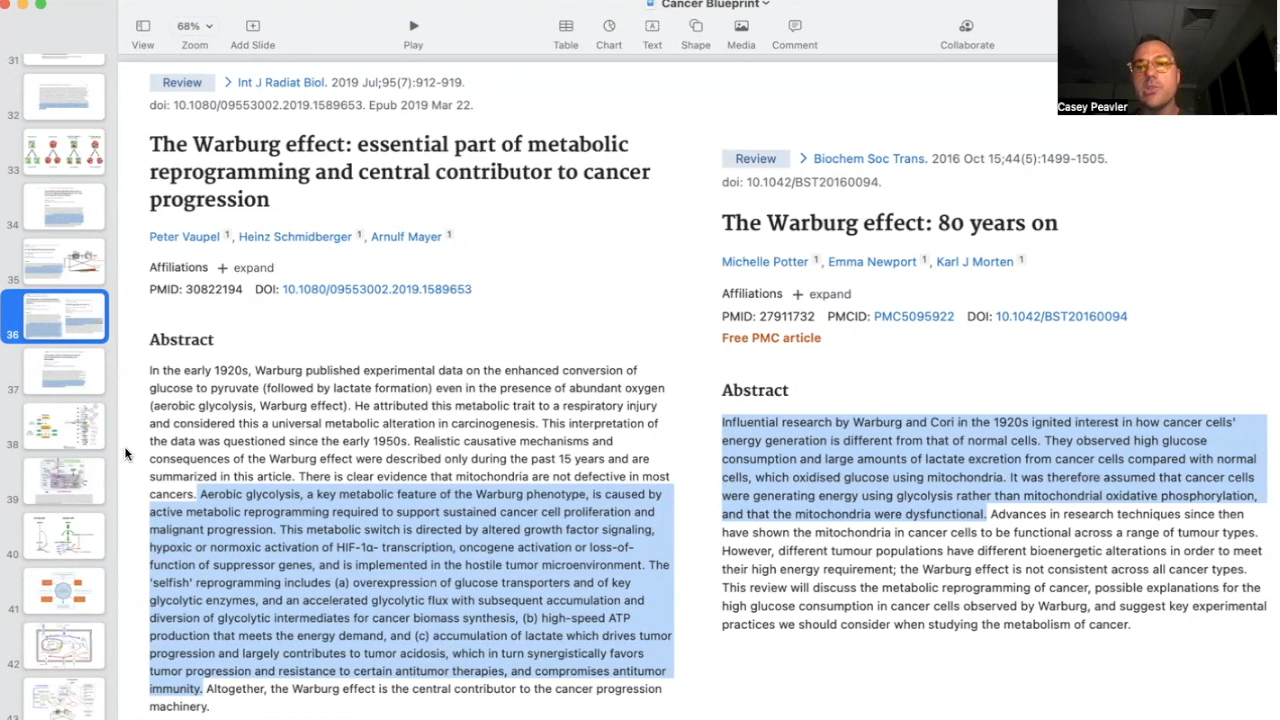 Cancer Blueprint
68%
View
Zoom
Add Slide
Play
Table
Chart
Text
Shape
Media
Comment
Collaborate
Casey Peavler
31
32
33
34
35
36
37
38
39
40
41
42
43
Review > Int J Radiat Biol. 2019 Jul;95(7):912-919.
doi: 10.1080/09553002.2019.1589653. Epub 2019 Mar 22.
The Warburg effect: essential part of metabolic
reprogramming and central contributor to cancer
progression
Peter Vaupel 1, Heinz Schmidberger 1, Arnulf Mayer 1
Affiliations + expand
PMID: 30822194 DOI: 10.1080/09553002.2019.1589653
Abstract
In the early 1920s, Warburg published experimental data on the enhanced conversion of
glucose to pyruvate (followed by lactate formation) even in the presence of abundant oxygen
(aerobic glycolysis, Warburg effect). He attributed this metabolic trait to a respiratory injury
and considered this a universal metabolic alteration in carcinogenesis. This interpretation of
the data was questioned since the early 1950s. Realistic causative mechanisms and
consequences of the Warburg effect were described only during the past 15 years and are
summarized in this article. There is clear evidence that mitochondria are not defective in most
cancers. Aerobic glycolysis, a key metabolic feature of the Warburg phenotype, is caused by
active metabolic reprogramming required to support sustained cancer cell proliferation and
malignant progression. This metabolic switch is directed by altered growth factor signaling,
hypoxic or normoxic activation of HIF-1α- transcription, oncogene activation or loss-of-
function of suppressor genes, and is implemented in the hostile tumor microenvironment. The
'selfish' reprogramming includes (a) overexpression of glucose transporters and of key
glycolytic enzymes, and an accelerated glycolytic flux with subsequent accumulation and
diversion of glycolytic intermediates for cancer biomass synthesis, (b) high-speed ATP
production that meets the energy demand, and (c) accumulation of lactate which drives tumor
progression and largely contributes to tumor acidosis, which in turn synergistically favors
tumor progression and resistance to certain antitumor therapies, and compromises antitumor
immunity. Altogether, the Warburg effect is the central contributor to the cancer progression
machinery.
Review > Biochem Soc Trans. 2016 Oct 15;44(5):1499-1505.
doi: 10.1042/BST20160094.
The Warburg effect: 80 years on
Michelle Potter 1, Emma Newport 1, Karl J Morten 1
Affiliations + expand
PMID: 27911732 PMCID: PMC5095922 DOI: 10.1042/BST20160094
Free PMC article
Abstract
Influential research by Warburg and Cori in the 1920s ignited interest in how cancer cells'
energy generation is different from that of normal cells. They observed high glucose
consumption and large amounts of lactate excretion from cancer cells compared with normal
cells, which oxidised glucose using mitochondria. It was therefore assumed that cancer cells
were generating energy using glycolysis rather than mitochondrial oxidative phosphorylation,
and that the mitochondria were dysfunctional. Advances in research techniques since then
have shown the mitochondria in cancer cells to be functional across a range of tumour types.
However, different tumour populations have different bioenergetic alterations in order to meet
their high energy requirement; the Warburg effect is not consistent across all cancer types.
This review will discuss the metabolic reprogramming of cancer, possible explanations for the
high glucose consumption in cancer cells observed by Warburg, and suggest key experimental
practices we should consider when studying the metabolism of cancer.